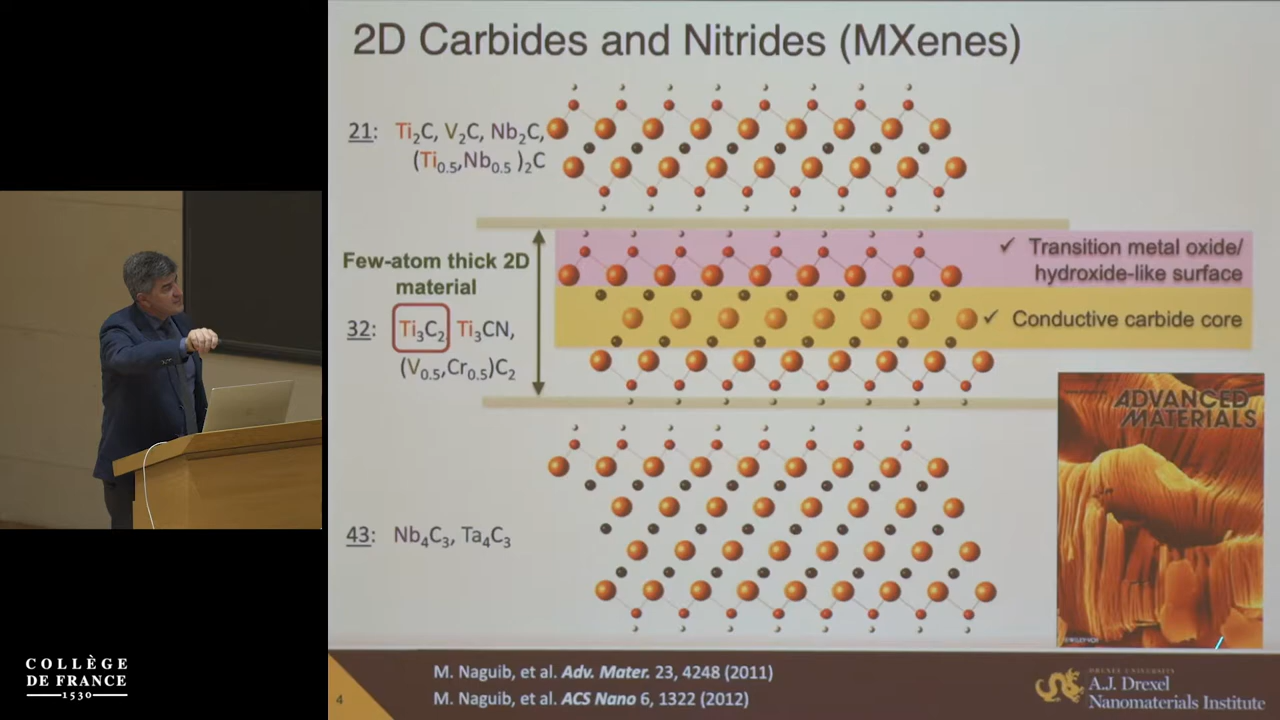 2D Carbides and Nitrides (MXenes)
21: Ti₂C, V₂C, Nb₂C,
(Ti₀.₅,Nb₀.₅ )₂C
Few-atom thick 2D
material
✓ Transition metal oxide/
hydroxide-like surface
32: Ti₃C₂ Ti₃CN,
✓ Conductive carbide core
(V₀.₅,Cr₀.₅)C₂
ADVANCED
MATERIALS
43: Nb₄C₃, Ta₄C₃
COLLÈGE
DE FRANCE
1530
4
M. Naguib, et al. Adv. Mater. 23, 4248 (2011)
M. Naguib, et al. ACS Nano 6, 1322 (2012)
DREXEL UNIVERSITY
A.J. Drexel
Nanomaterials Institute